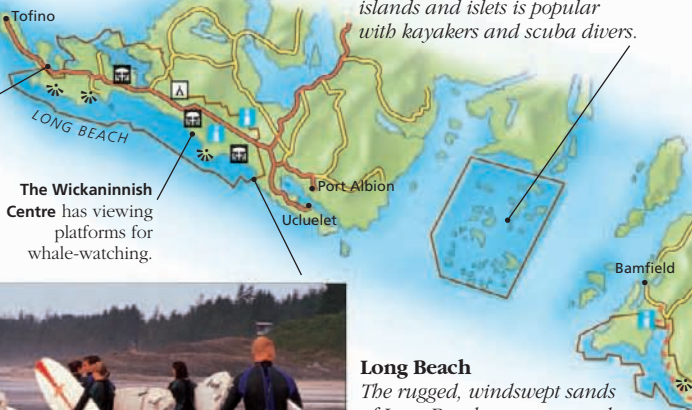 islands and islets is popular
with kayakers and scuba divers.
Tofino
LONG BEACH
The Wickaninnish
Centre has viewing
platforms for
whale-watching.
Port Albion
Ucluelet
Bamfield
Long Beach
The rugged, windswept sands